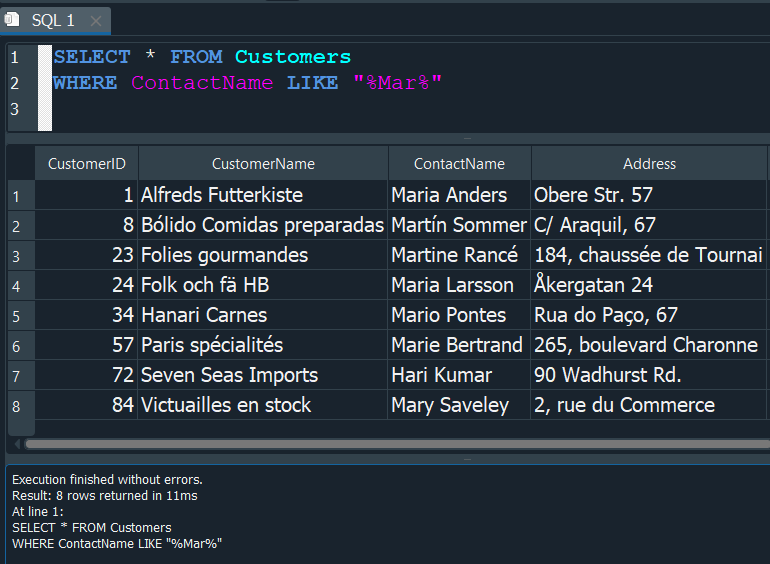 SQL 1
1 SELECT * FROM Customers
2 WHERE ContactName LIKE "%Mar%"
3
CustomerID CustomerName ContactName Address
1 1 Alfreds Futterkiste Maria Anders Obere Str. 57
2 8 Bólido Comidas preparadas Martín Sommer C/ Araquil, 67
3 23 Folies gourmandes Martine Rancé 184, chaussée de Tournai
4 24 Folk och fä HB Maria Larsson Åkergatan 24
5 34 Hanari Carnes Mario Pontes Rua do Paço, 67
6 57 Paris spécialités Marie Bertrand 265, boulevard Charonne
7 72 Seven Seas Imports Hari Kumar 90 Wadhurst Rd.
8 84 Victuailles en stock Mary Saveley 2, rue du Commerce
Execution finished without errors.
Result: 8 rows returned in 11ms
At line 1:
SELECT * FROM Customers
WHERE ContactName LIKE "%Mar%"